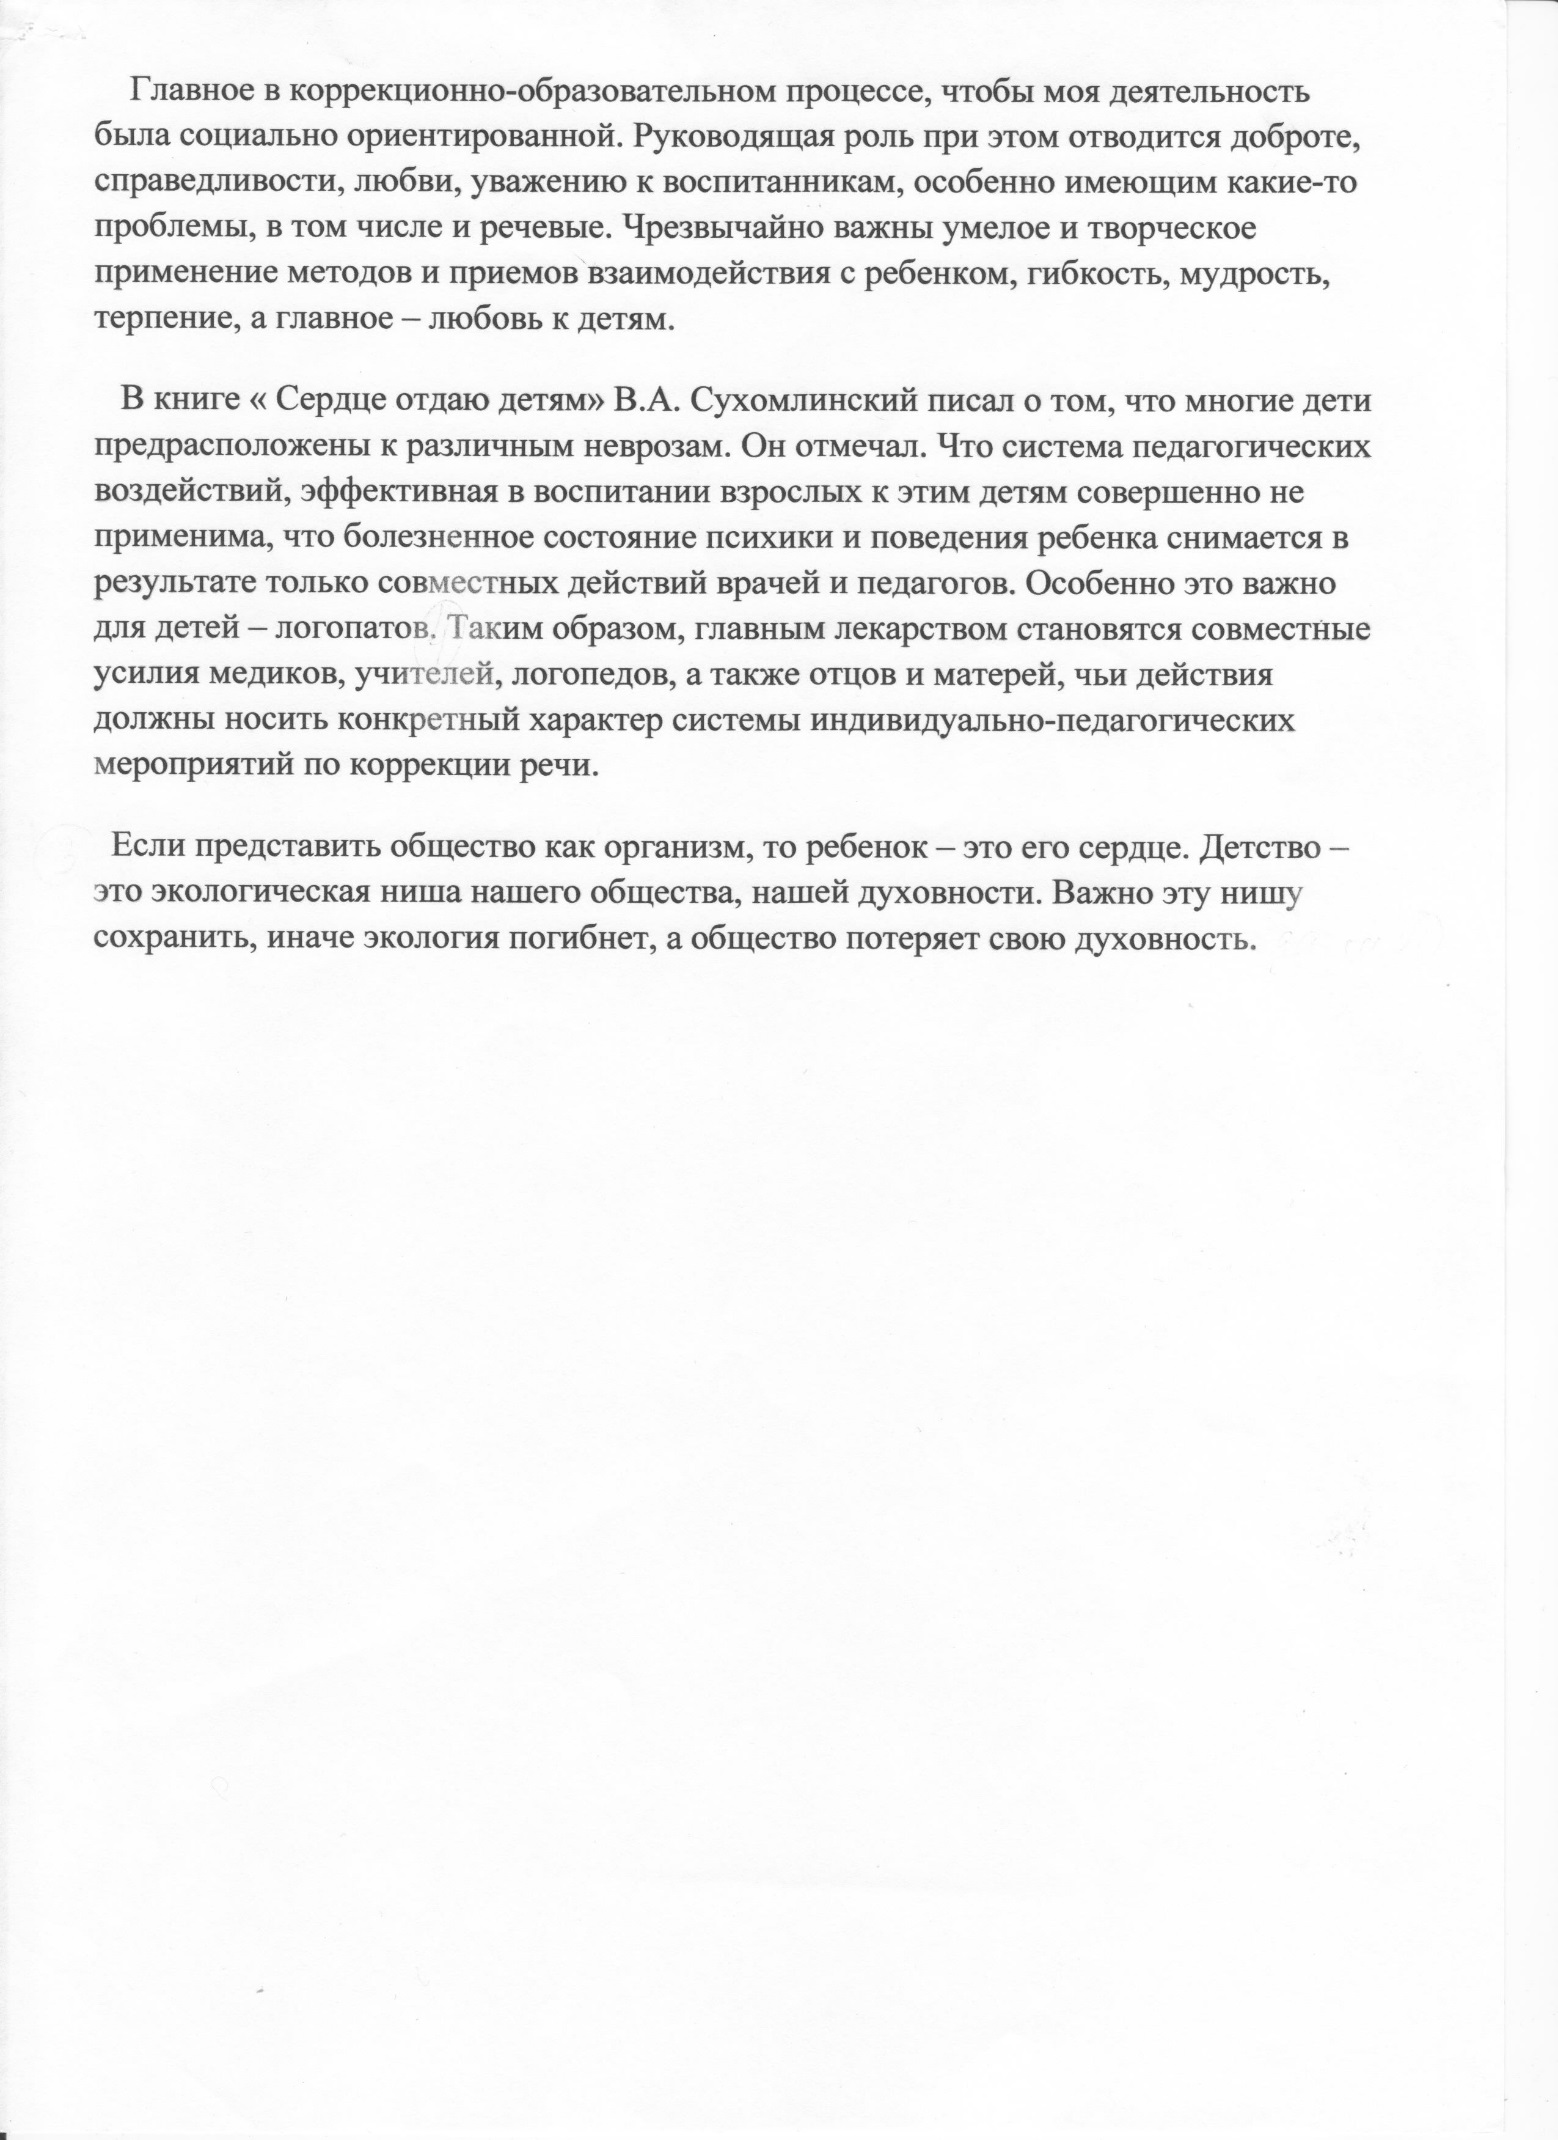 Главное в коррекционно-образовательном процессе, чтобы моя деятельность
была социально ориентированной. Руководящая роль при этом отводится доброте,
справедливости, любви, уважению к воспитанникам, особенно имеющим какие-то
проблемы, в том числе и речевые. Чрезвычайно важны умелое и творческое
применение методов и приемов взаимодействия с ребенком, гибкость, мудрость,
терпение, а главное – любовь к детям.
В книге « Сердце отдаю детям» В.А. Сухомлинский писал о том, что многие дети
предрасположены к различным неврозам. Он отмечал. Что система педагогических
воздействий, эффективная в воспитании взрослых к этим детям совершенно не
применима, что болезненное состояние психики и поведения ребенка снимается в
результате только совместных действий врачей и педагогов. Особенно это важно
для детей – логопатов. Таким образом, главным лекарством становятся совместные
усилия медиков, учителей, логопедов, а также отцов и матерей, чьи действия
должны носить конкретный характер системы индивидуально-педагогических
мероприятий по коррекции речи.
Если представить общество как организм, то ребенок – это его сердце. Детство –
это экологическая ниша нашего общества, нашей духовности. Важно эту нишу
сохранить, иначе экология погибнет, а общество потеряет свою духовность.